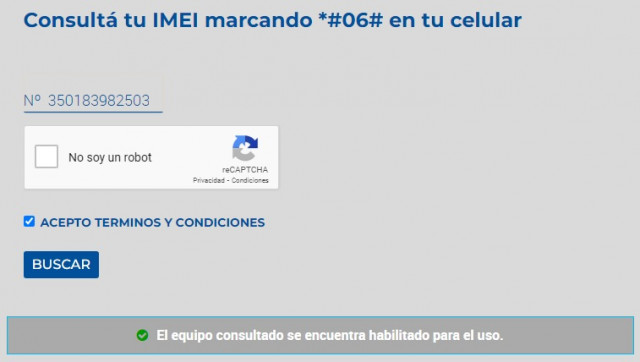 Consultá tu IMEI marcando *#06# en tu celular
Nº 350183982503
No soy un robot
reCAPTCHA
Privacidad - Condiciones
ACEPTO TERMINOS Y CONDICIONES
BUSCAR
El equipo consultado se encuentra habilitado para el uso.